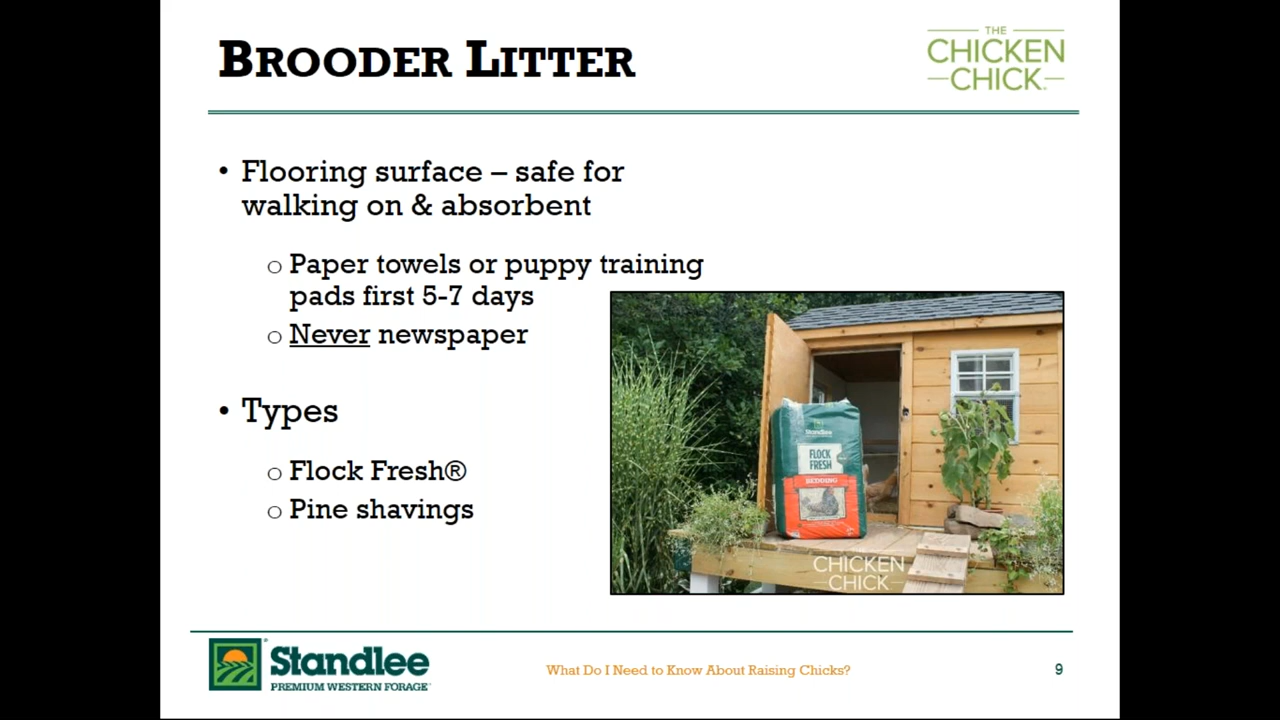 BROODER LITTER
THE
CHICKEN
CHICK®
• Flooring surface – safe for
walking on & absorbent
o Paper towels or puppy training
pads first 5-7 days
o Never newspaper
• Types
o Flock Fresh®
o Pine shavings
Standlee
FLOCK
FRESH
BEDDING
CHICKEN
CHICK
Standlee®
PREMIUM WESTERN FORAGE®
What Do I Need to Know About Raising Chicks?
9